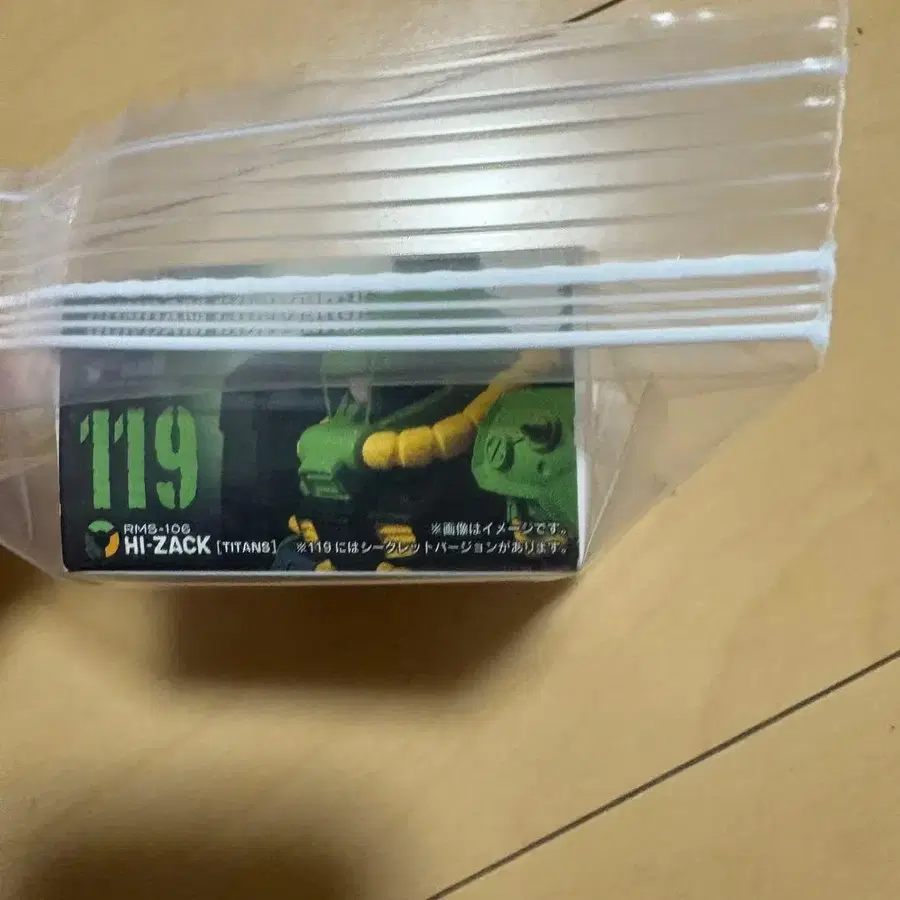 119
RMS-106
HI-ZACK [TITANS]
※画像はイメージです。
※119にはシークレットバージョンがあります。